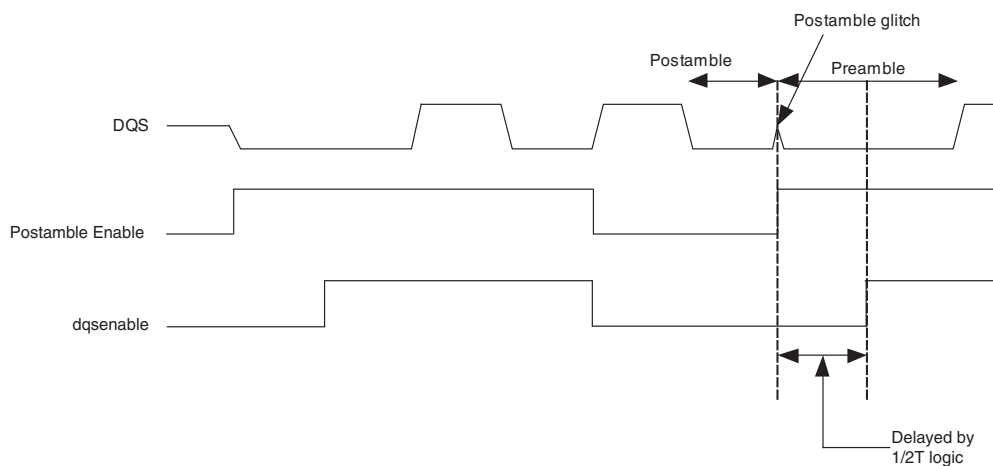 Postamble glitch
Postamble
Preamble
DQS
Postamble Enable
dqsenable
Delayed by
1/2T logic